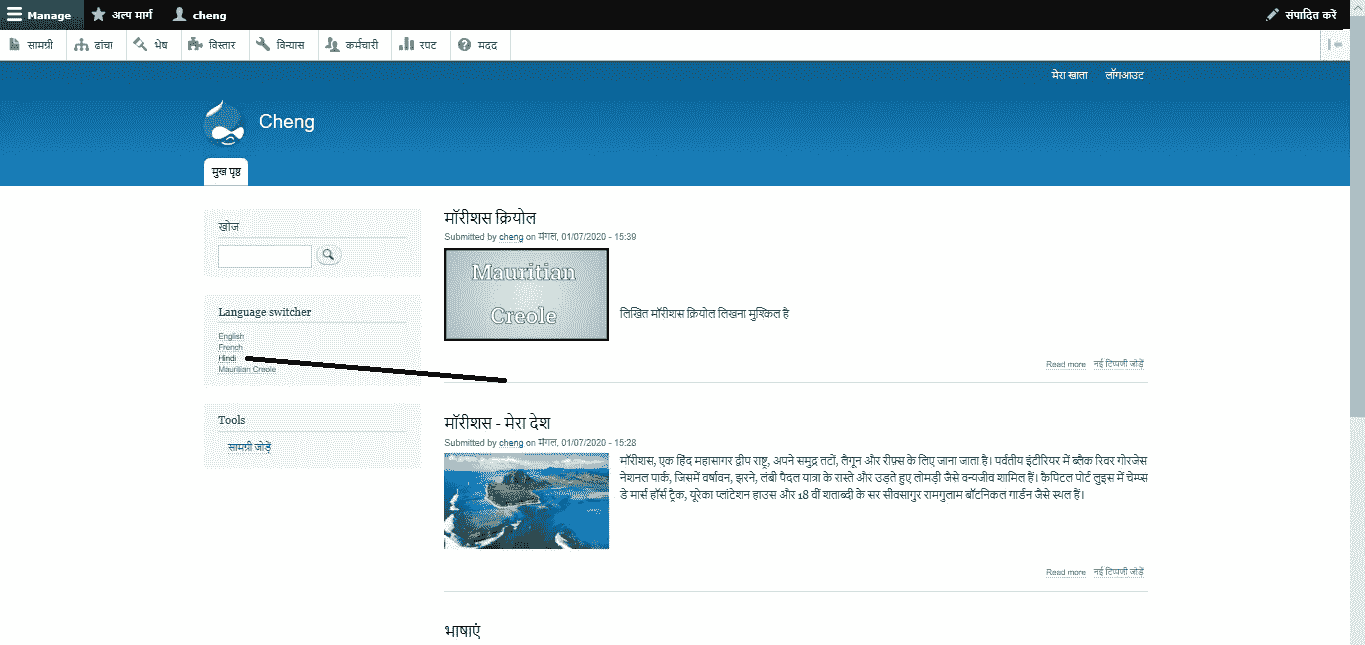 Manage अल्प मार्ग cheng संपादित करें
सामग्री ढांचा भेष विस्तार विन्यास कर्मचारी रपट मदद
मेरा खाता लॉगआउट
Cheng
मुख पृष्ठ
खोज
Language switcher
English
French
Hindi
Mauritian Creole
Tools
सामग्री जोड़ें
मॉरीशस क्रियोल
Submitted by cheng on मंगल, 01/07/2020 - 15:39
Mauritian
Creole
लिखित मॉरीशस क्रियोल लिखना मुश्किल है
Read more नई टिप्पणी जोड़ें
मॉरीशस - मेरा देश
Submitted by cheng on मंगल, 01/07/2020 - 15:28
मॉरीशस, एक हिंद महासागर द्वीप राष्ट्र, अपने समुद्र तटों, लैगून और रीफ़्स के लिए जाना जाता है। पर्वतीय इंटीरियर में ब्लैक रिवर गोरजेस
नेशनल पार्क, जिसमें वर्षावन, झरने, लंबी पैदल यात्रा के रास्ते और उड़ते हुए लोमड़ी जैसे वन्यजीव शामिल हैं। कैपिटल पोर्ट लुइस में चेम्प्स
डे मार्स हॉर्स ट्रैक, यूरेका प्लांटेशन हाउस और 18 वीं शताब्दी के सर सीवसागुर रामगुलाम बॉटनिकल गार्डन जैसे स्थल हैं।
Read more नई टिप्पणी जोड़ें
भाषाएं